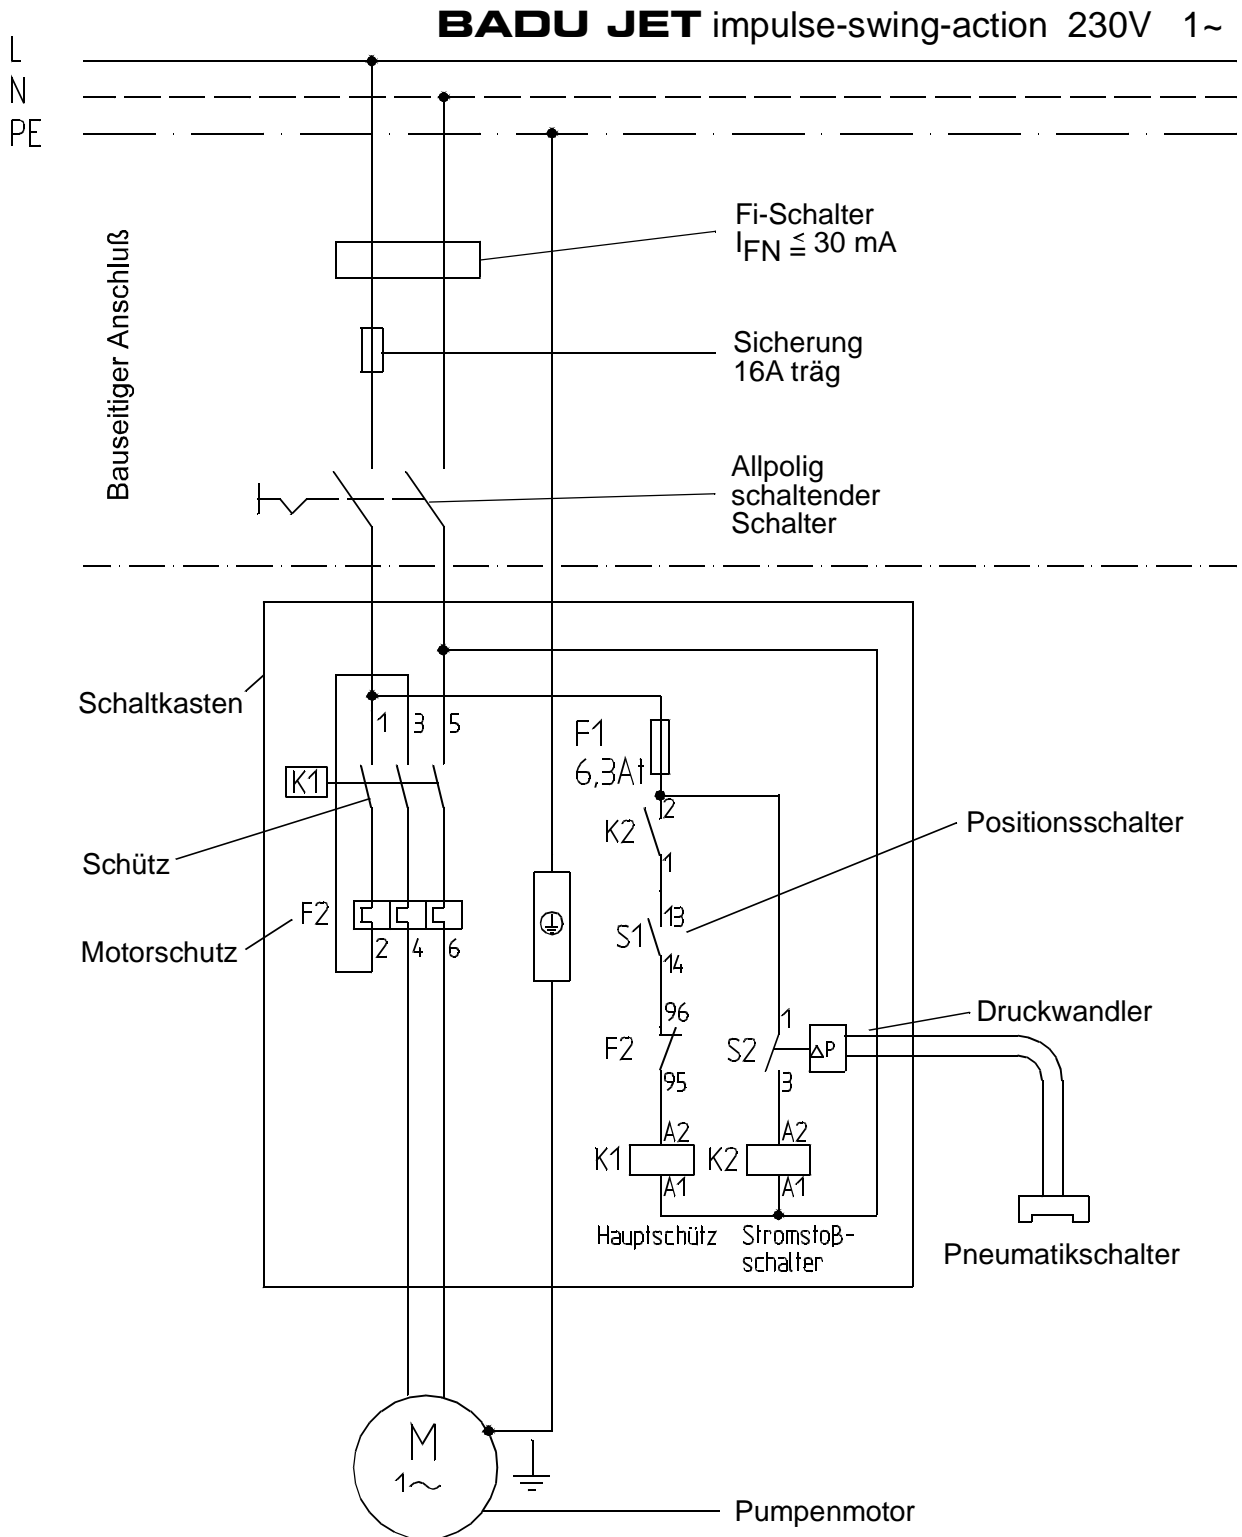 BADU JET impulse-swing-action 230V 1~
L
N
PE
Bauseitiger Anschluß
Fi-Schalter
IFN ≦ 30 mA
Sicherung
16A träg
Allpolig
schaltender
Schalter
Schaltkasten
1 3 5
F1
6,3At
K1
2
K2
1
Positionsschalter
Schütz
13
S1
14
F2
Motorschutz
2 4 6
96
F2
95
1
S2
3
ΔP
Druckwandler
A2
K1
A1
A2
K2
A1
Hauptschütz
Stromstoß-
schalter
Pneumatikschalter
M
1~
Pumpenmotor